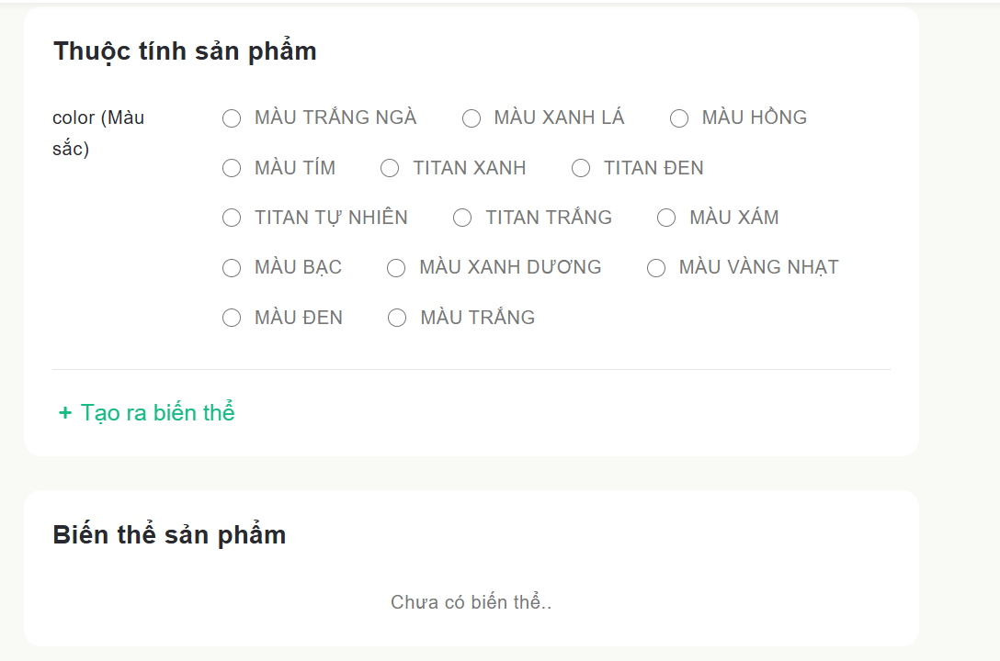 Thuộc tính sản phẩm
color (Màu sắc)
MÀU TRẮNG NGÀ MÀU XANH LÁ MÀU HỒNG
MÀU TÍM TITAN XANH TITAN ĐEN
TITAN TỰ NHIÊN TITAN TRẮNG MÀU XÁM
MÀU BẠC MÀU XANH DƯƠNG MÀU VÀNG NHẠT
MÀU ĐEN MÀU TRẮNG
+ Tạo ra biến thể
Biến thể sản phẩm
Chưa có biến thể..